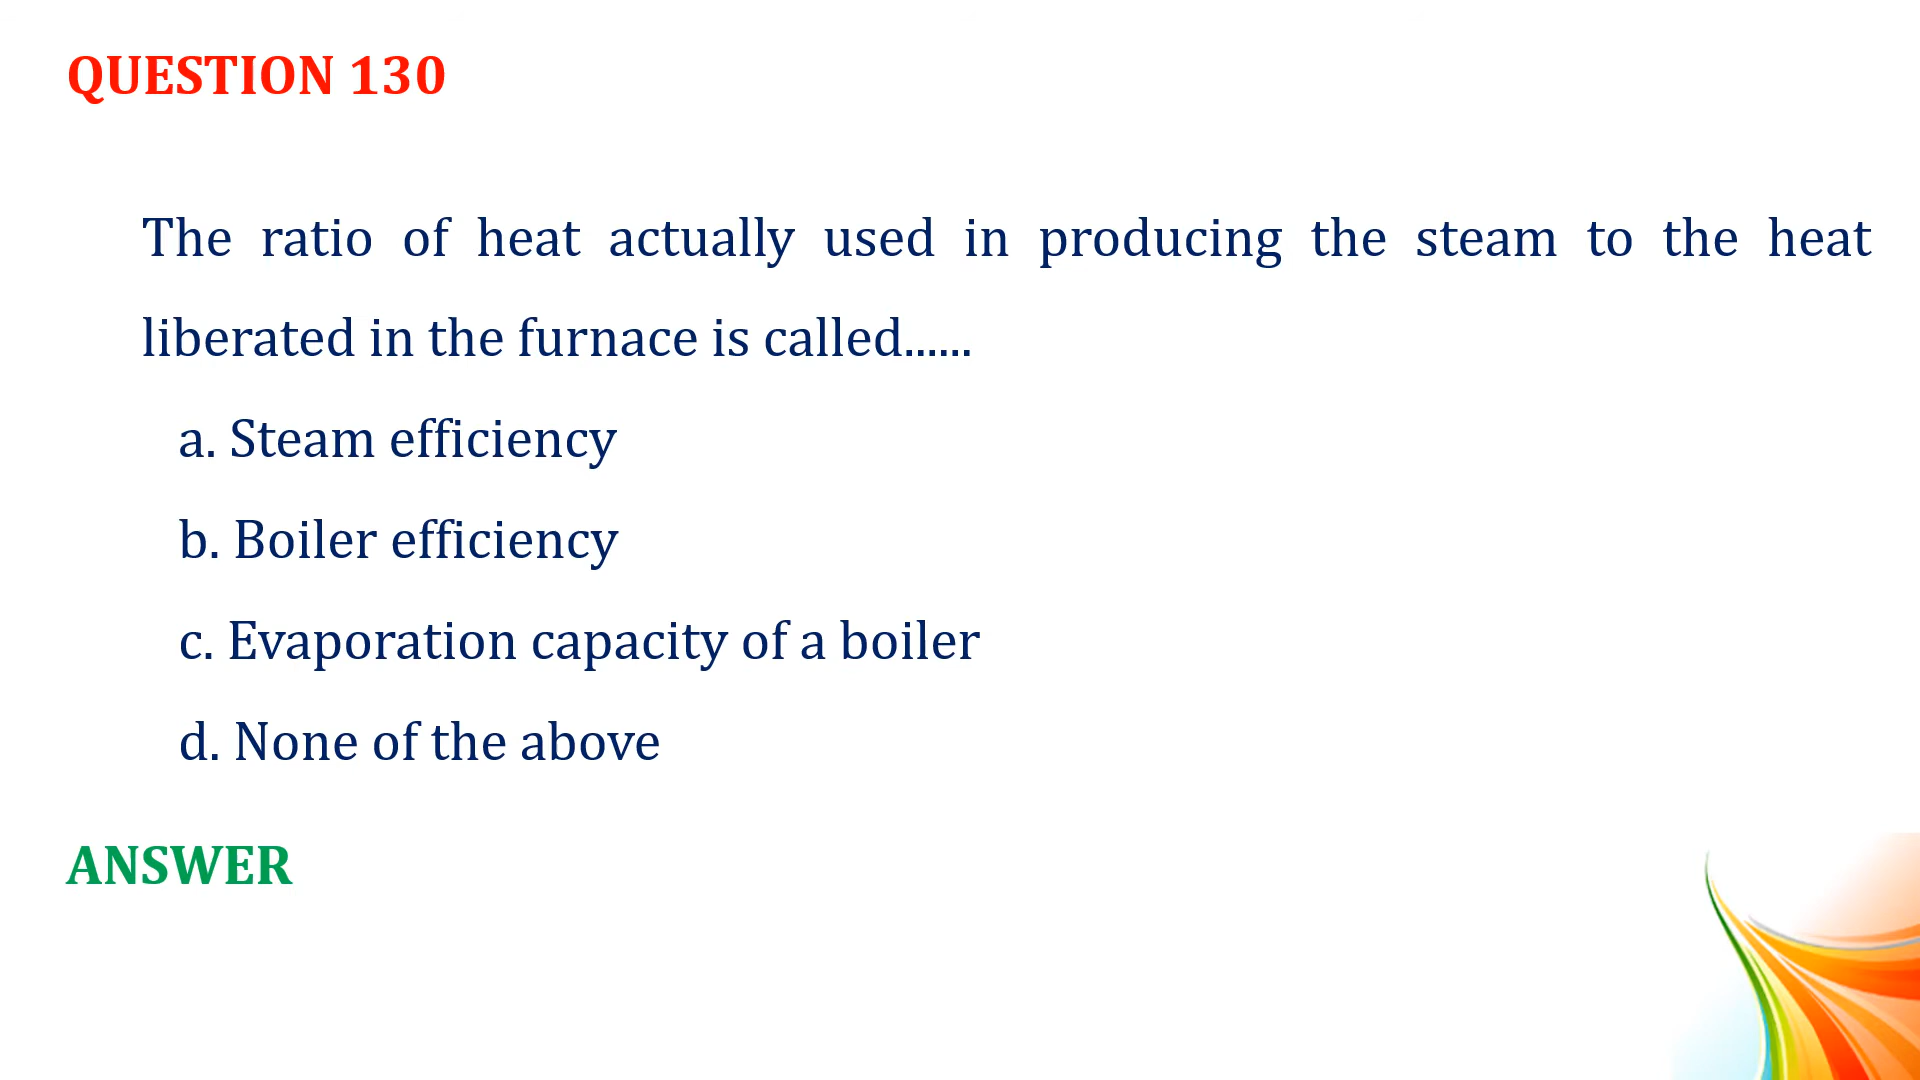 QUESTION 130
The ratio of heat actually used in producing the steam to the heat
liberated in the furnace is called......
a. Steam efficiency
b. Boiler efficiency
c. Evaporation capacity of a boiler
d. None of the above
ANSWER